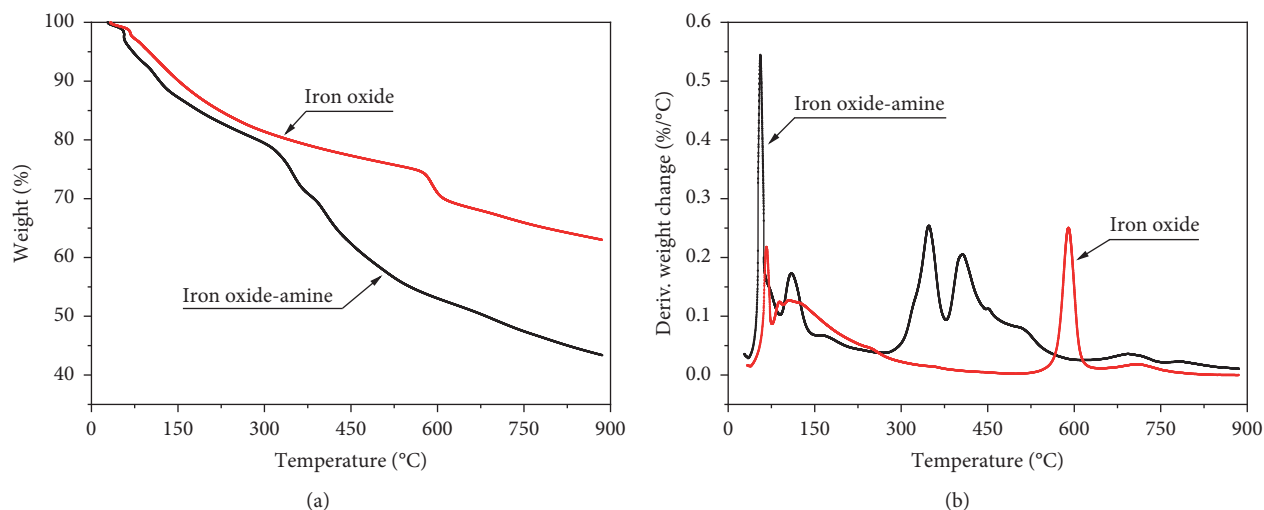 100
90
80
70
60
50
40
0
150
300
450
600
750
900
Weight (%)
Temperature (°C)
Iron oxide
Iron oxide-amine
(a)
0.6
0.5
0.4
0.3
0.2
0.1
0.0
0
150
300
450
600
750
900
Deriv. weight change (%/°C)
Temperature (°C)
Iron oxide-amine
Iron oxide
(b)